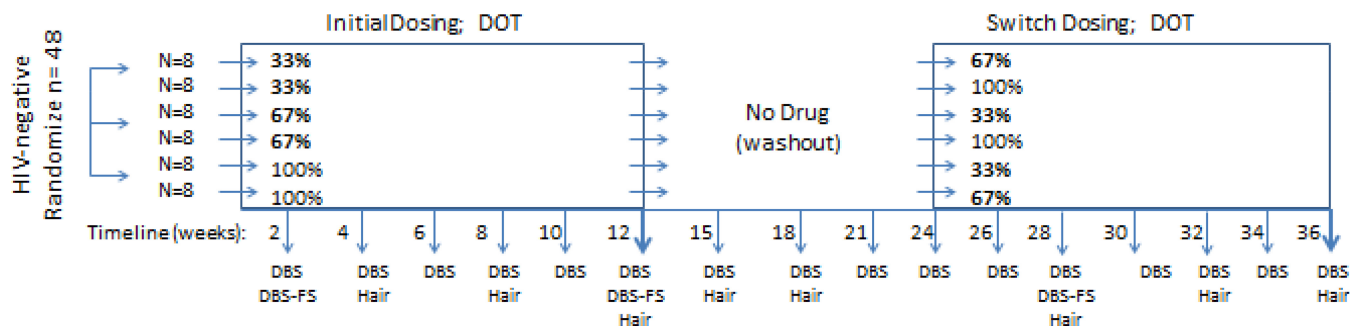 HIV-negative
Randomize n= 48
Initial Dosing; DOT
Switch Dosing; DOT
N=8 33% 67%
N=8 33% 100%
N=8 67% 33%
N=8 67% 100%
N=8 100% 33%
N=8 100% 67%
No Drug
(washout)
Timeline (weeks): 2 4 6 8 10 12 15 18 21 24 26 28 30 32 34 36
DBS DBS DBS DBS DBS DBS DBS DBS DBS DBS DBS DBS DBS DBS DBS DBS
DBS-FS Hair Hair DBS-FS Hair Hair DBS-FS Hair Hair
Hair Hair